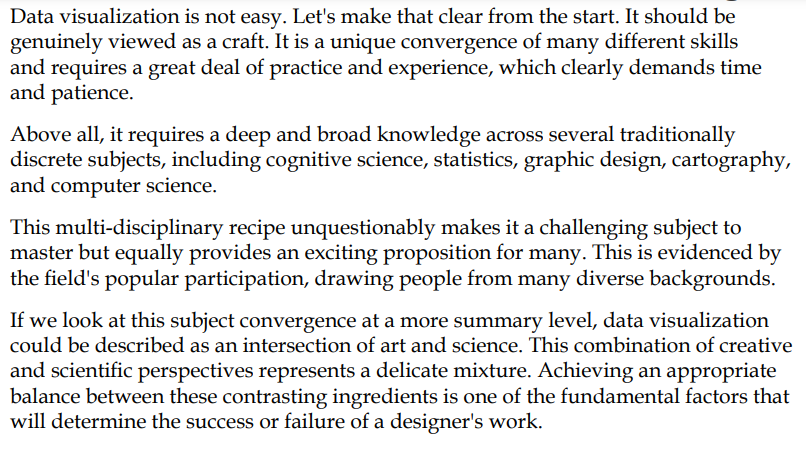 Data visualization is not easy. Let's make that clear from the start. It should be
genuinely viewed as a craft. It is a unique convergence of many different skills
and requires a great deal of practice and experience, which clearly demands time
and patience.
Above all, it requires a deep and broad knowledge across several traditionally
discrete subjects, including cognitive science, statistics, graphic design, cartography,
and computer science.
This multi-disciplinary recipe unquestionably makes it a challenging subject to
master but equally provides an exciting proposition for many. This is evidenced by
the field's popular participation, drawing people from many diverse backgrounds.
If we look at this subject convergence at a more summary level, data visualization
could be described as an intersection of art and science. This combination of creative
and scientific perspectives represents a delicate mixture. Achieving an appropriate
balance between these contrasting ingredients is one of the fundamental factors that
will determine the success or failure of a designer's work.